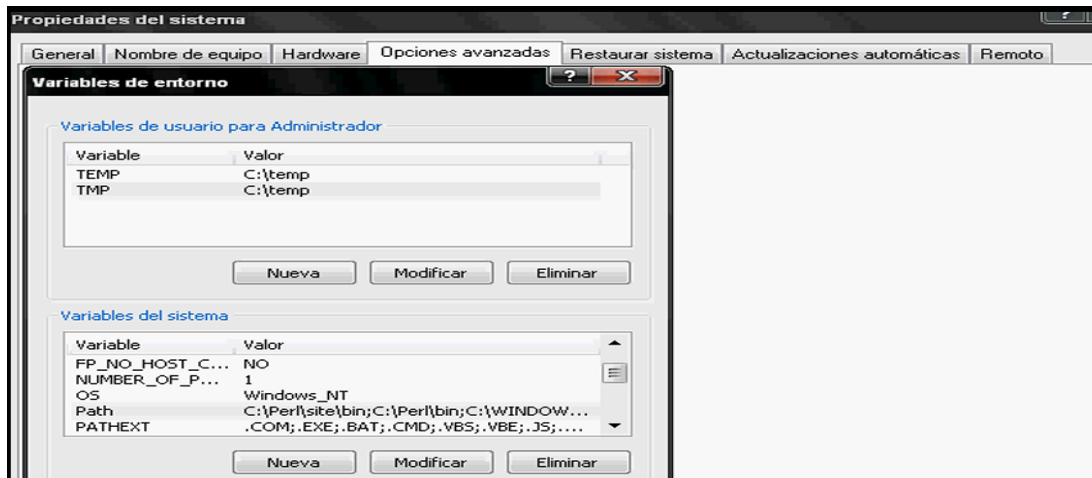 Propiedades del sistema
?
General Nombre de equipo Hardware Opciones avanzadas Restaurar sistema Actualizaciones automáticas Remoto
Variables de entorno
? X
Variables de usuario para Administrador
Variable Valor
TEMP C:\temp
TMP C:\temp
Nueva Modificar Eliminar
Variables del sistema
Variable Valor
FP_NO_HOST_C... NO
NUMBER_OF_P... 1
OS Windows_NT
Path C:\Perl\site\bin;C:\Perl\bin;C:\WINDOW...
PATHEXT .COM;.EXE;.BAT;.CMD;.VBS;.VBE;.JS;....
Nueva Modificar Eliminar